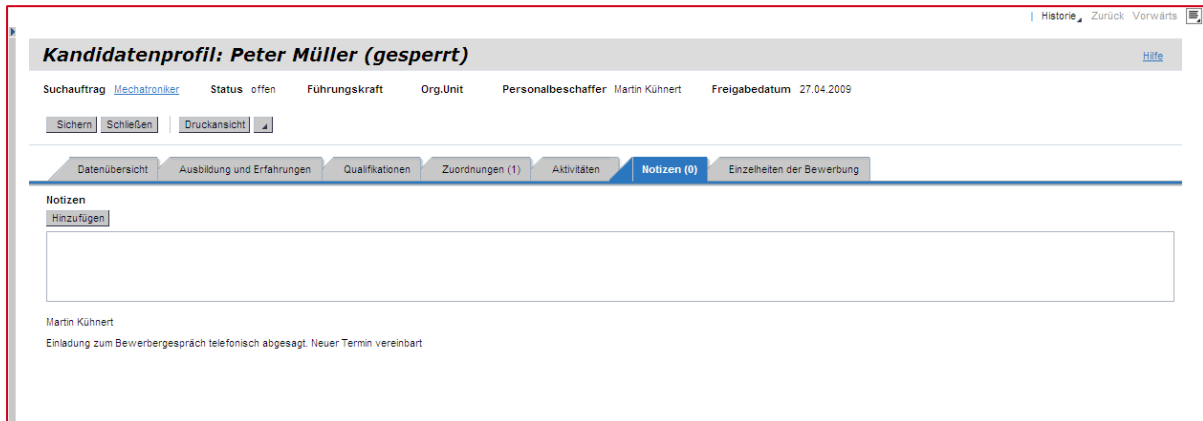 Historie Zurück Vorwärts
Kandidatenprofil: Peter Müller (gesperrt)
Hilfe
Suchauftrag Mechatroniker Status offen Führungskraft Org.Unit Personalbeschaffer Martin Kühnert Freigabedatum 27.04.2009
Sichern Schließen Druckansicht
Datenübersicht Ausbildung und Erfahrungen Qualifikationen Zuordnungen (1) Aktivitäten Notizen (0) Einzelheiten der Bewerbung
Notizen
Hinzufügen
Martin Kühnert
Einladung zum Bewerbergespräch telefonisch abgesagt. Neuer Termin vereinbart